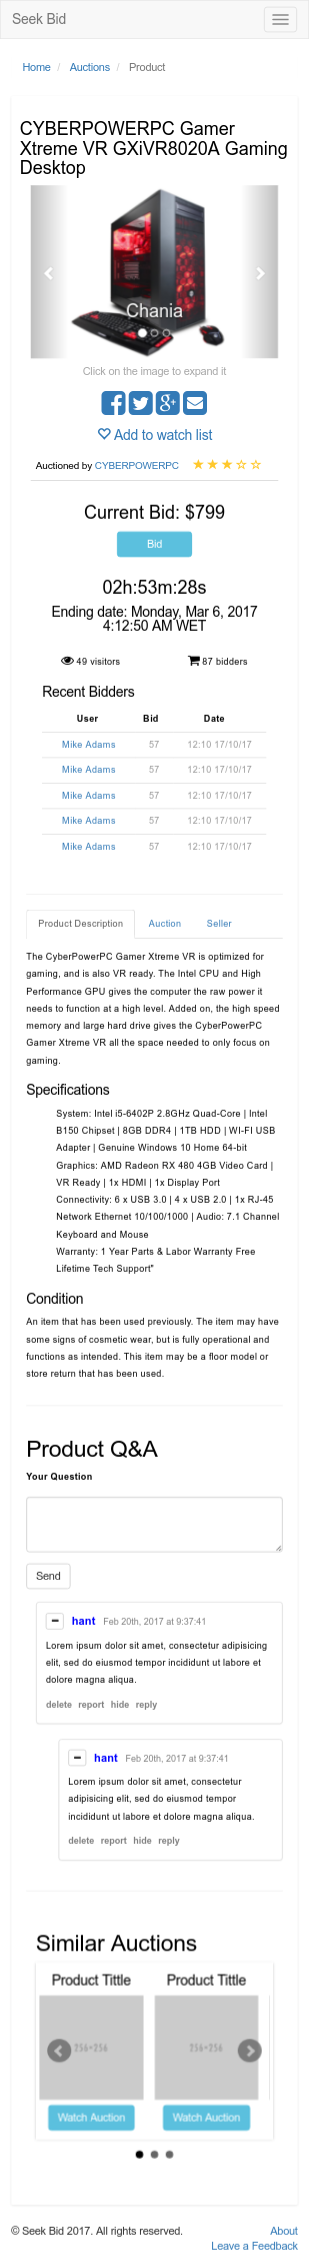 Seek Bid
Home / Auctions / Product
CYBERPOWERPC Gamer
Xtreme VR GXiVR8020A Gaming
Desktop
Chania
Click on the image to expand it
Add to watch list
Auctioned by CYBERPOWERPC
Current Bid: $799
Bid
02h:53m:28s
Ending date: Monday, Mar 6, 2017
4:12:50 AM WET
49 visitors 87 bidders
Recent Bidders
User Bid Date
Mike Adams 57 12:10 17/10/17
Mike Adams 57 12:10 17/10/17
Mike Adams 57 12:10 17/10/17
Mike Adams 57 12:10 17/10/17
Mike Adams 57 12:10 17/10/17
Product Description Auction Seller
The CyberPowerPC Gamer Xtreme VR is optimized for
gaming, and is also VR ready. The Intel CPU and High
Performance GPU gives the computer the raw power it
needs to function at a high level. Added on, the high speed
memory and large hard drive gives the CyberPowerPC
Gamer Xtreme VR all the space needed to only focus on
gaming.
Specifications
System: Intel i5-6402P 2.8GHz Quad-Core | Intel
B150 Chipset | 8GB DDR4 | 1TB HDD | WI-FI USB
Adapter | Genuine Windows 10 Home 64-bit
Graphics: AMD Radeon RX 480 4GB Video Card |
VR Ready | 1x HDMI | 1x Display Port
Connectivity: 6 x USB 3.0 | 4 x USB 2.0 | 1x RJ-45
Network Ethernet 10/100/1000 | Audio: 7.1 Channel
Keyboard and Mouse
Warranty: 1 Year Parts & Labor Warranty Free
Lifetime Tech Support"
Condition
An item that has been used previously. The item may have
some signs of cosmetic wear, but is fully operational and
functions as intended. This item may be a floor model or
store return that has been used.
Product Q&A
Your Question
Send
hant Feb 20th, 2017 at 9:37:41
Lorem ipsum dolor sit amet, consectetur adipisicing
elit, sed do eiusmod tempor incididunt ut labore et
dolore magna aliqua.
delete report hide reply
hant Feb 20th, 2017 at 9:37:41
Lorem ipsum dolor sit amet, consectetur
adipisicing elit, sed do eiusmod tempor
incididunt ut labore et dolore magna aliqua.
delete report hide reply
Similar Auctions
Product Tittle Product Tittle
256×256 256×256
Watch Auction Watch Auction
© Seek Bid 2017. All rights reserved. About
Leave a Feedback